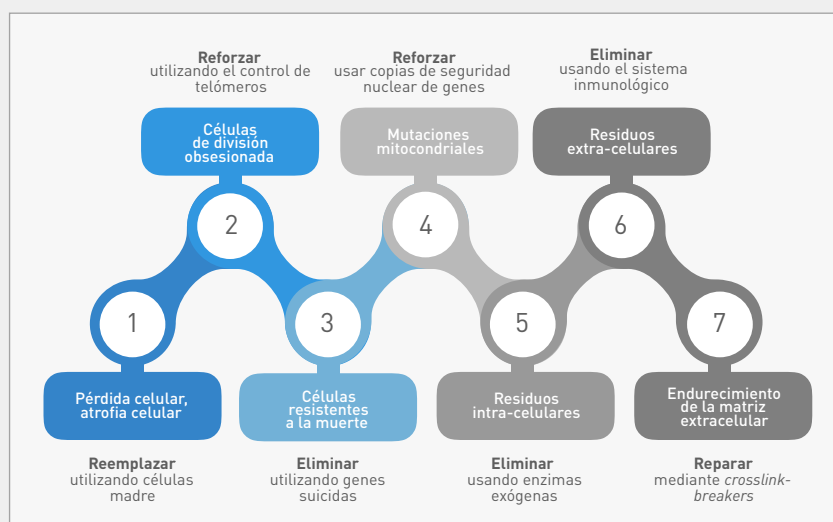 Reforzar
utilizando el control de
telómeros
Células
de división
obsesionada
2
Reforzar
usar copias de seguridad
nuclear de genes
Mutaciones
mitocondriales
4
Eliminar
usando el sistema
inmunológico
Residuos
extra-celulares
6
1
Pérdida celular,
atrofia celular
Reemplazar
utilizando células
madre
3
Células
resistentes
a la muerte
Eliminar
utilizando genes
suicidas
5
Residuos
intra-celulares
Eliminar
usando enzimas
exógenas
7
Endurecimiento
de la matriz
extracelular
Reparar
mediante crosslink-
breakers